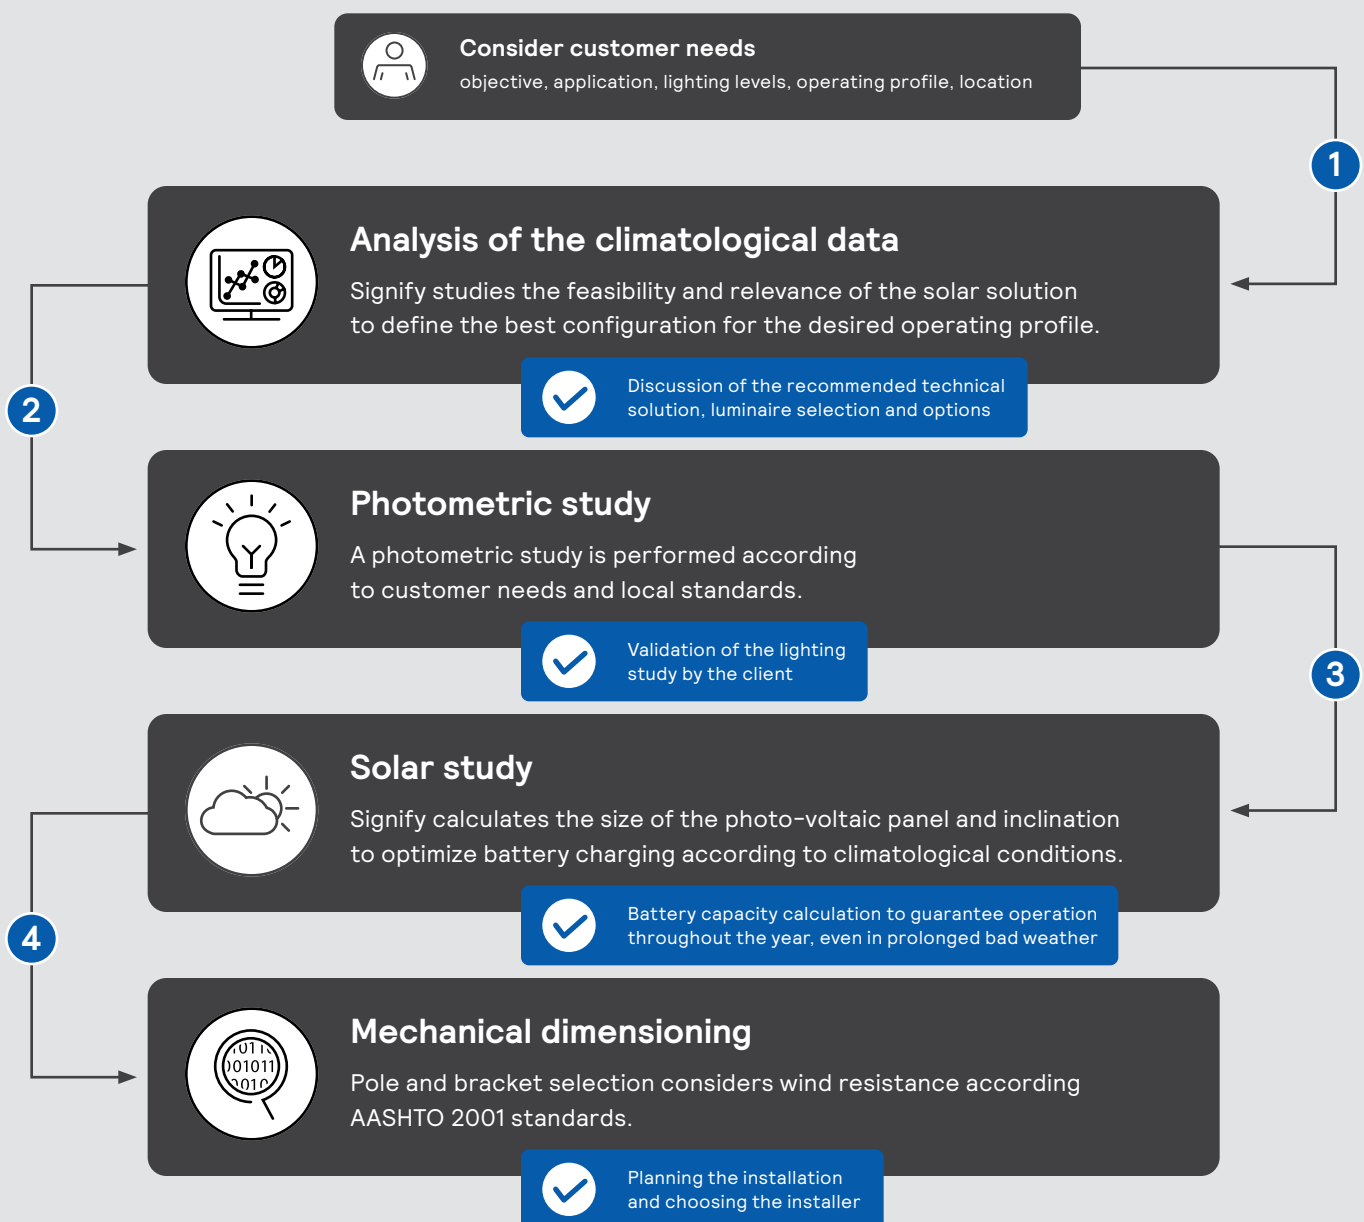 Consider customer needs
objective, application, lighting levels, operating profile, location
1
Analysis of the climatological data
Signify studies the feasibility and relevance of the solar solution
to define the best configuration for the desired operating profile.
Discussion of the recommended technical
solution, luminaire selection and options
2
Photometric study
A photometric study is performed according
to customer needs and local standards.
Validation of the lighting
study by the client
3
Solar study
Signify calculates the size of the photo-voltaic panel and inclination
to optimize battery charging according to climatological conditions.
Battery capacity calculation to guarantee operation
throughout the year, even in prolonged bad weather
4
Mechanical dimensioning
Pole and bracket selection considers wind resistance according
AASHTO 2001 standards.
Planning the installation
and choosing the installer